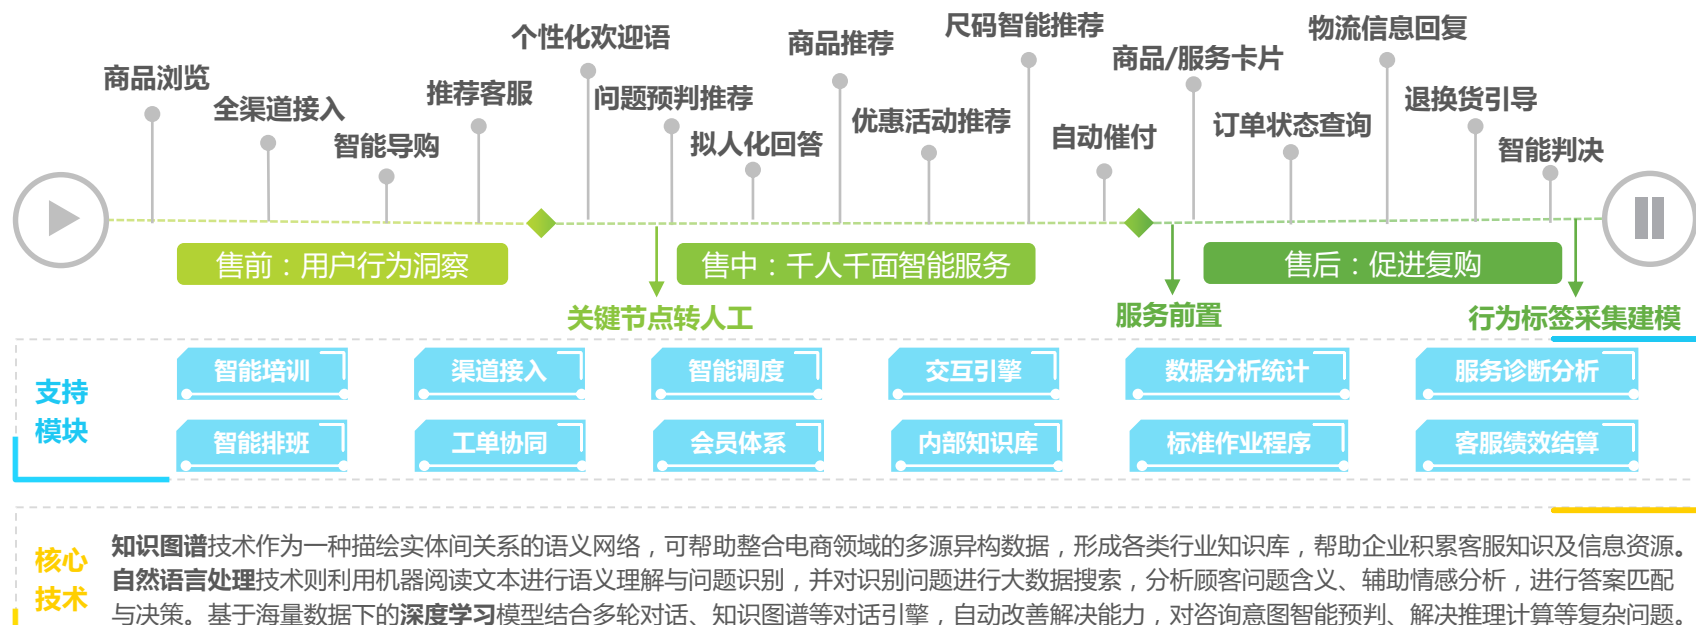 商品浏览
全渠道接入
智能导购
推荐客服
个性化欢迎语
问题预判推荐
拟人化回答
商品推荐
优惠活动推荐
尺码智能推荐
自动催付
商品/服务卡片
订单状态查询
物流信息回复
退换货引导
智能判决
售前：用户行为洞察
售中：千人千面智能服务
售后：促进复购
关键节点转人工
服务前置
行为标签采集建模
支持
模块
智能培训
渠道接入
智能调度
交互引擎
数据分析统计
服务诊断分析
智能排班
工单协同
会员体系
内部知识库
标准作业程序
客服绩效结算
核心
技术
知识图谱技术作为一种描绘实体间关系的语义网络，可帮助整合电商领域的多源异构数据，形成各类行业知识库，帮助企业积累客服知识及信息资源。
自然语言处理技术则利用机器阅读文本进行语义理解与问题识别，并对识别问题进行大数据搜索，分析顾客问题含义、辅助情感分析，进行答案匹配
与决策。基于海量数据下的深度学习模型结合多轮对话、知识图谱等对话引擎，自动改善解决能力，对咨询意图智能预判、解决推理计算等复杂问题。